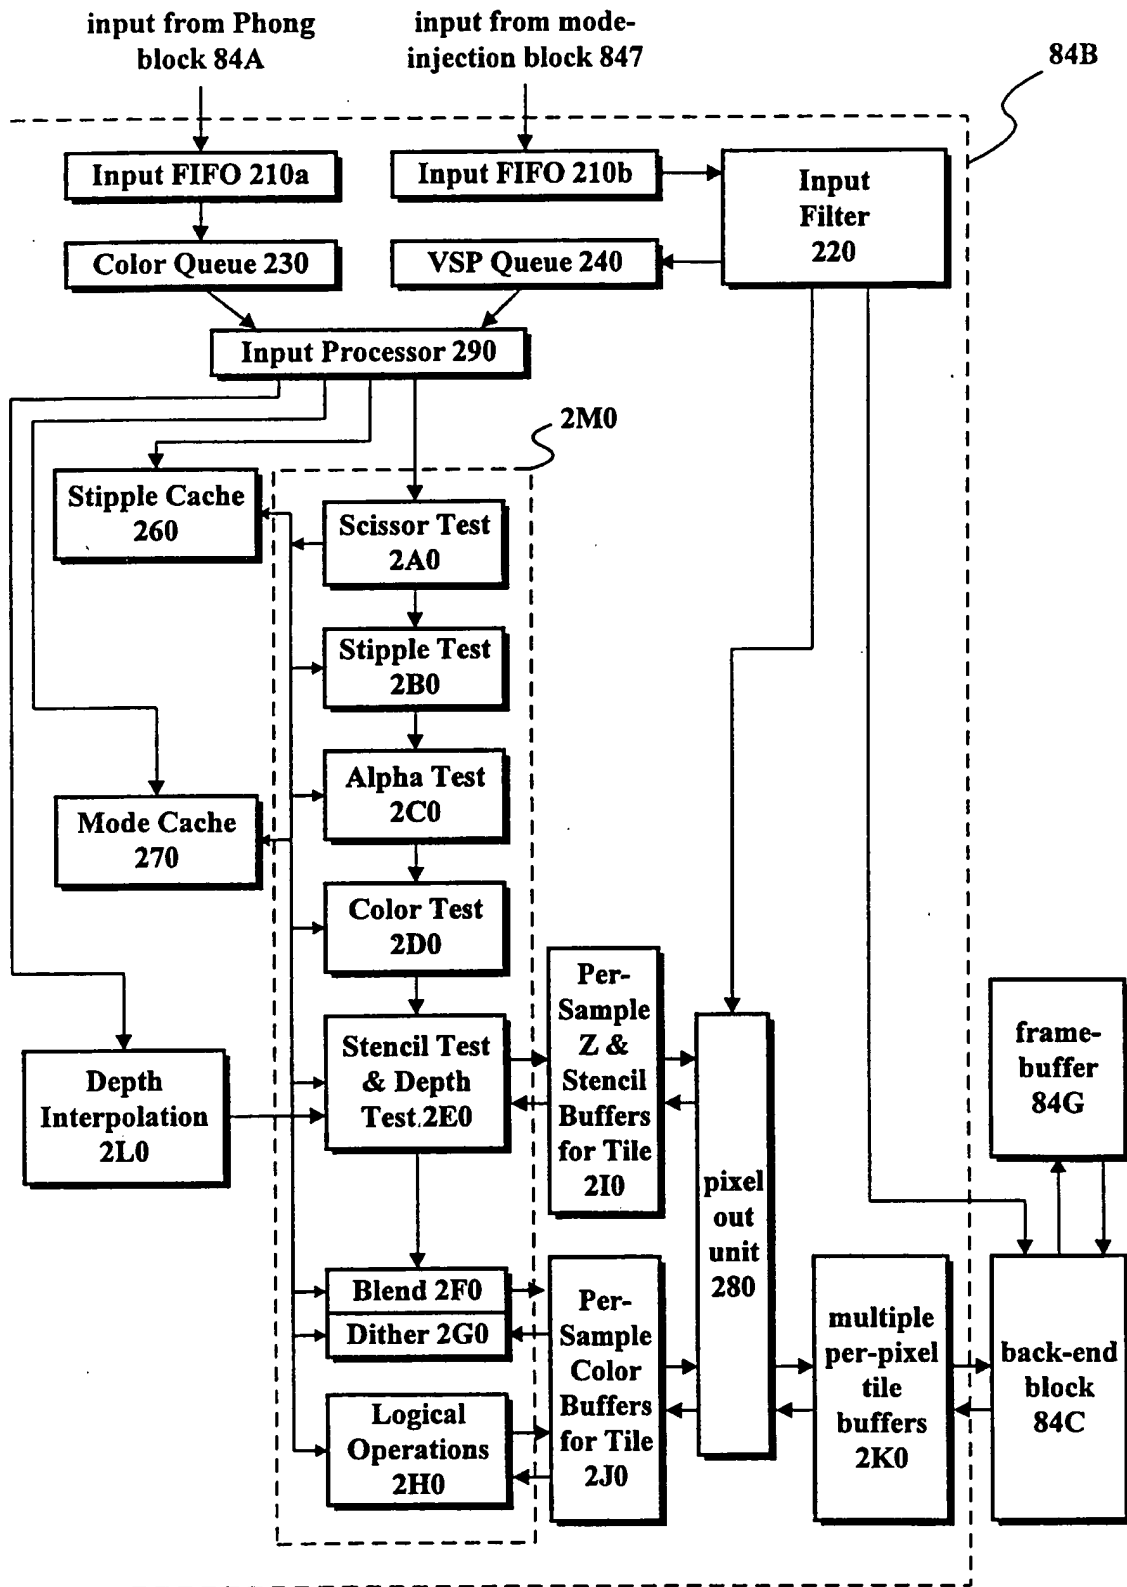 input from Phong
block 84A
input from mode-
injection block 847
84B
Input FIFO 210a
Input FIFO 210b
Input
Filter
220
Color Queue 230
VSP Queue 240
Input Processor 290
2M0
Stipple Cache
260
Scissor Test
2A0
Stipple Test
2B0
Alpha Test
2C0
Mode Cache
270
Color Test
2D0
Per-
Sample
Z &
Stencil
Buffers
for Tile
2I0
Stencil Test
& Depth
Test 2E0
Depth
Interpolation
2L0
frame-
buffer
84G
pixel
out
unit
280
Blend 2F0
Dither 2G0
Per-
Sample
Color
Buffers
for Tile
2J0
multiple
per-pixel
tile
buffers
2K0
back-end
block
84C
Logical
Operations
2H0